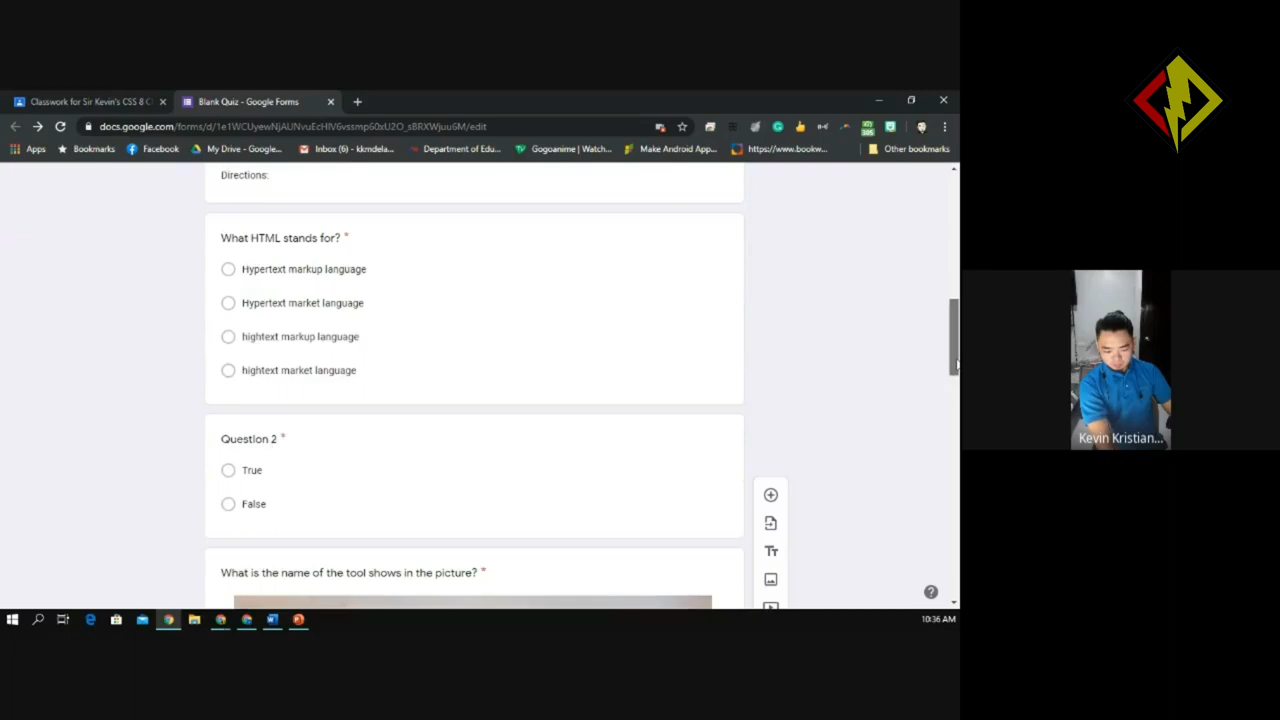 Classwork for Sir Kevin's CSS 8 C
Blank Quiz - Google Forms
docs.google.com/forms/d/1e1WCUyewNjAUNvuEcHlV6vssmp60xU2O_sBRXWjuu6M/edit
Apps
Bookmarks
Facebook
My Drive - Google...
Inbox (6) - kkmdela...
Department of Edu...
Gogoanime | Watch...
Make Android App...
https://www.bookw...
Other bookmarks
Directions:
What HTML stands for? *
Hypertext markup language
Hypertext market language
hightext markup language
hightext market language
Question 2 *
True
False
What is the name of the tool shows in the picture? *
Kevin Kristian...
10:36 AM